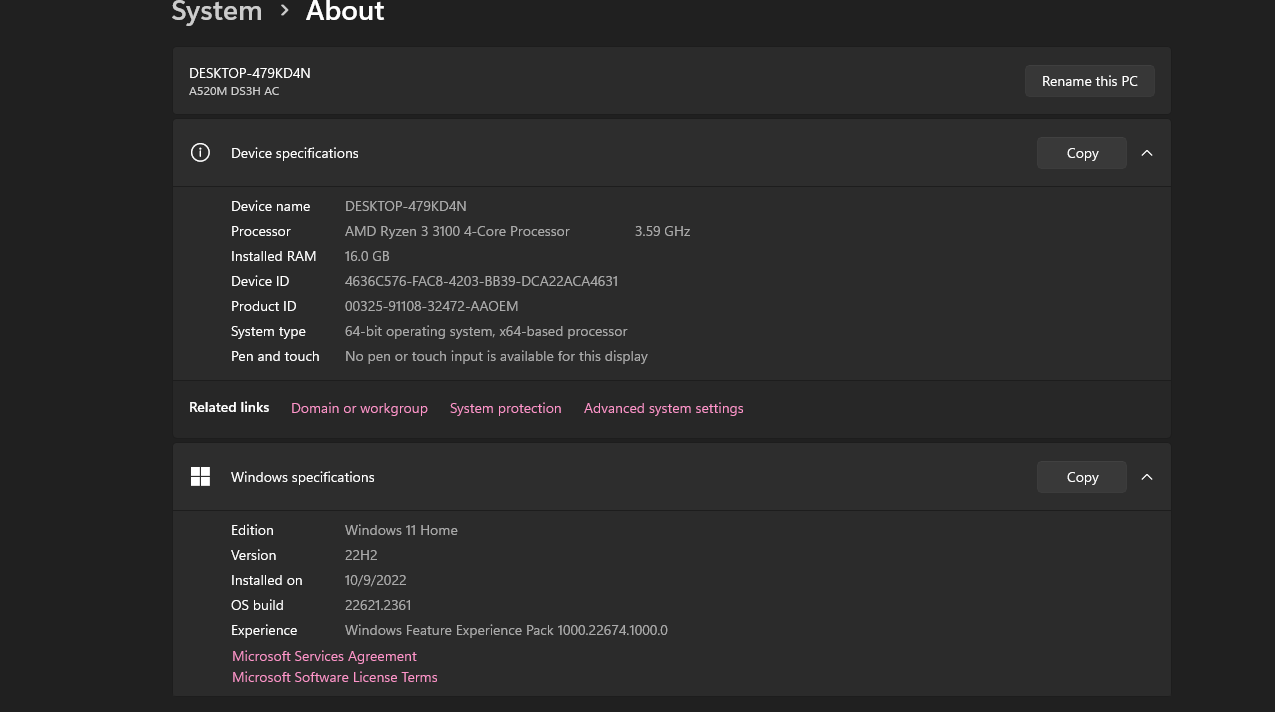 System > About
DESKTOP-479KD4N
A520M DS3H AC
Rename this PC
Device specifications
Copy
Device name DESKTOP-479KD4N
Processor AMD Ryzen 3 3100 4-Core Processor 3.59 GHz
Installed RAM 16.0 GB
Device ID 4636C576-FAC8-4203-BB39-DCA22ACA4631
Product ID 00325-91108-32472-AAOEM
System type 64-bit operating system, x64-based processor
Pen and touch No pen or touch input is available for this display
Related links Domain or workgroup System protection Advanced system settings
Windows specifications
Copy
Edition Windows 11 Home
Version 22H2
Installed on 10/9/2022
OS build 22621.2361
Experience Windows Feature Experience Pack 1000.22674.1000.0
Microsoft Services Agreement
Microsoft Software License Terms